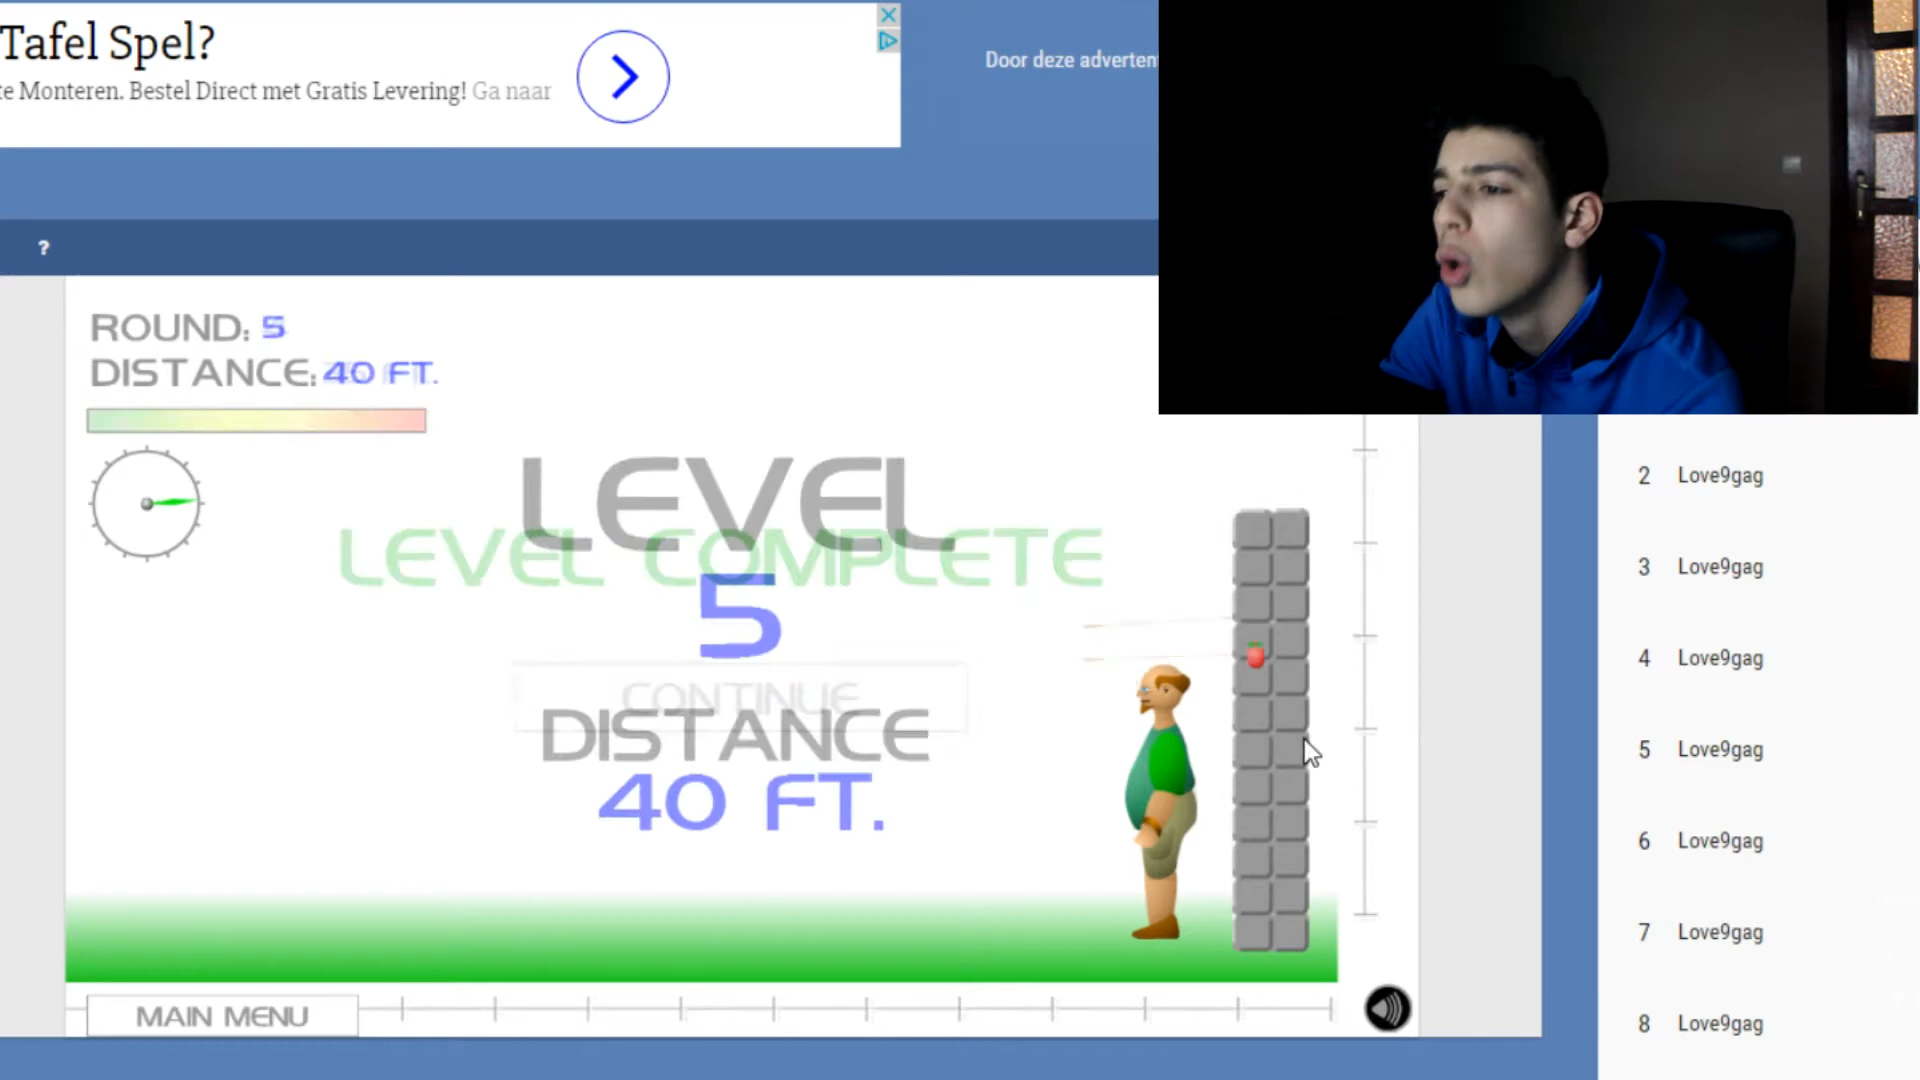 Tafel Spel?
te Monteren. Bestel Direct met Gratis Levering! Ga naar
Door deze adverten
?
ROUND: 5
DISTANCE: 40 FT.
LEVEL
LEVEL COMPLETE
5
CONTINUE
DISTANCE
40 FT.
MAIN MENU
2 Love9gag
3 Love9gag
4 Love9gag
5 Love9gag
6 Love9gag
7 Love9gag
8 Love9gag